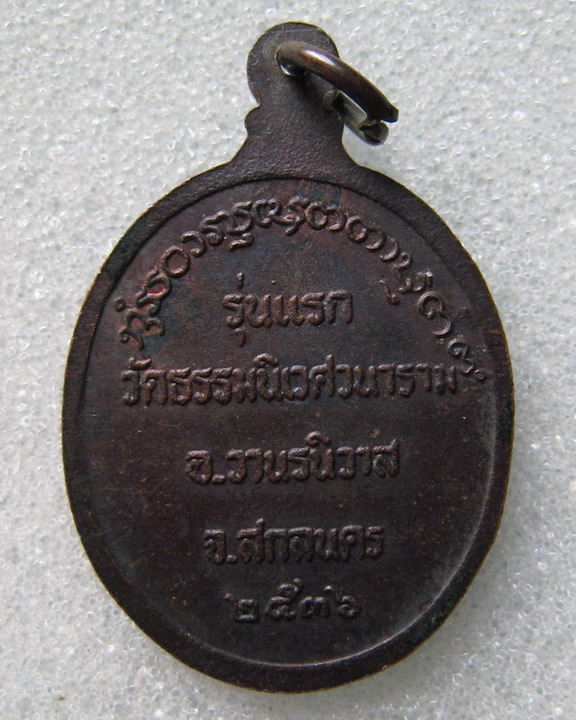 รุ่นแรก
วัดธรรมนิเวศวนาราม
อ.วานรนิวาส
จ.สกลนคร
๒๕๓๖